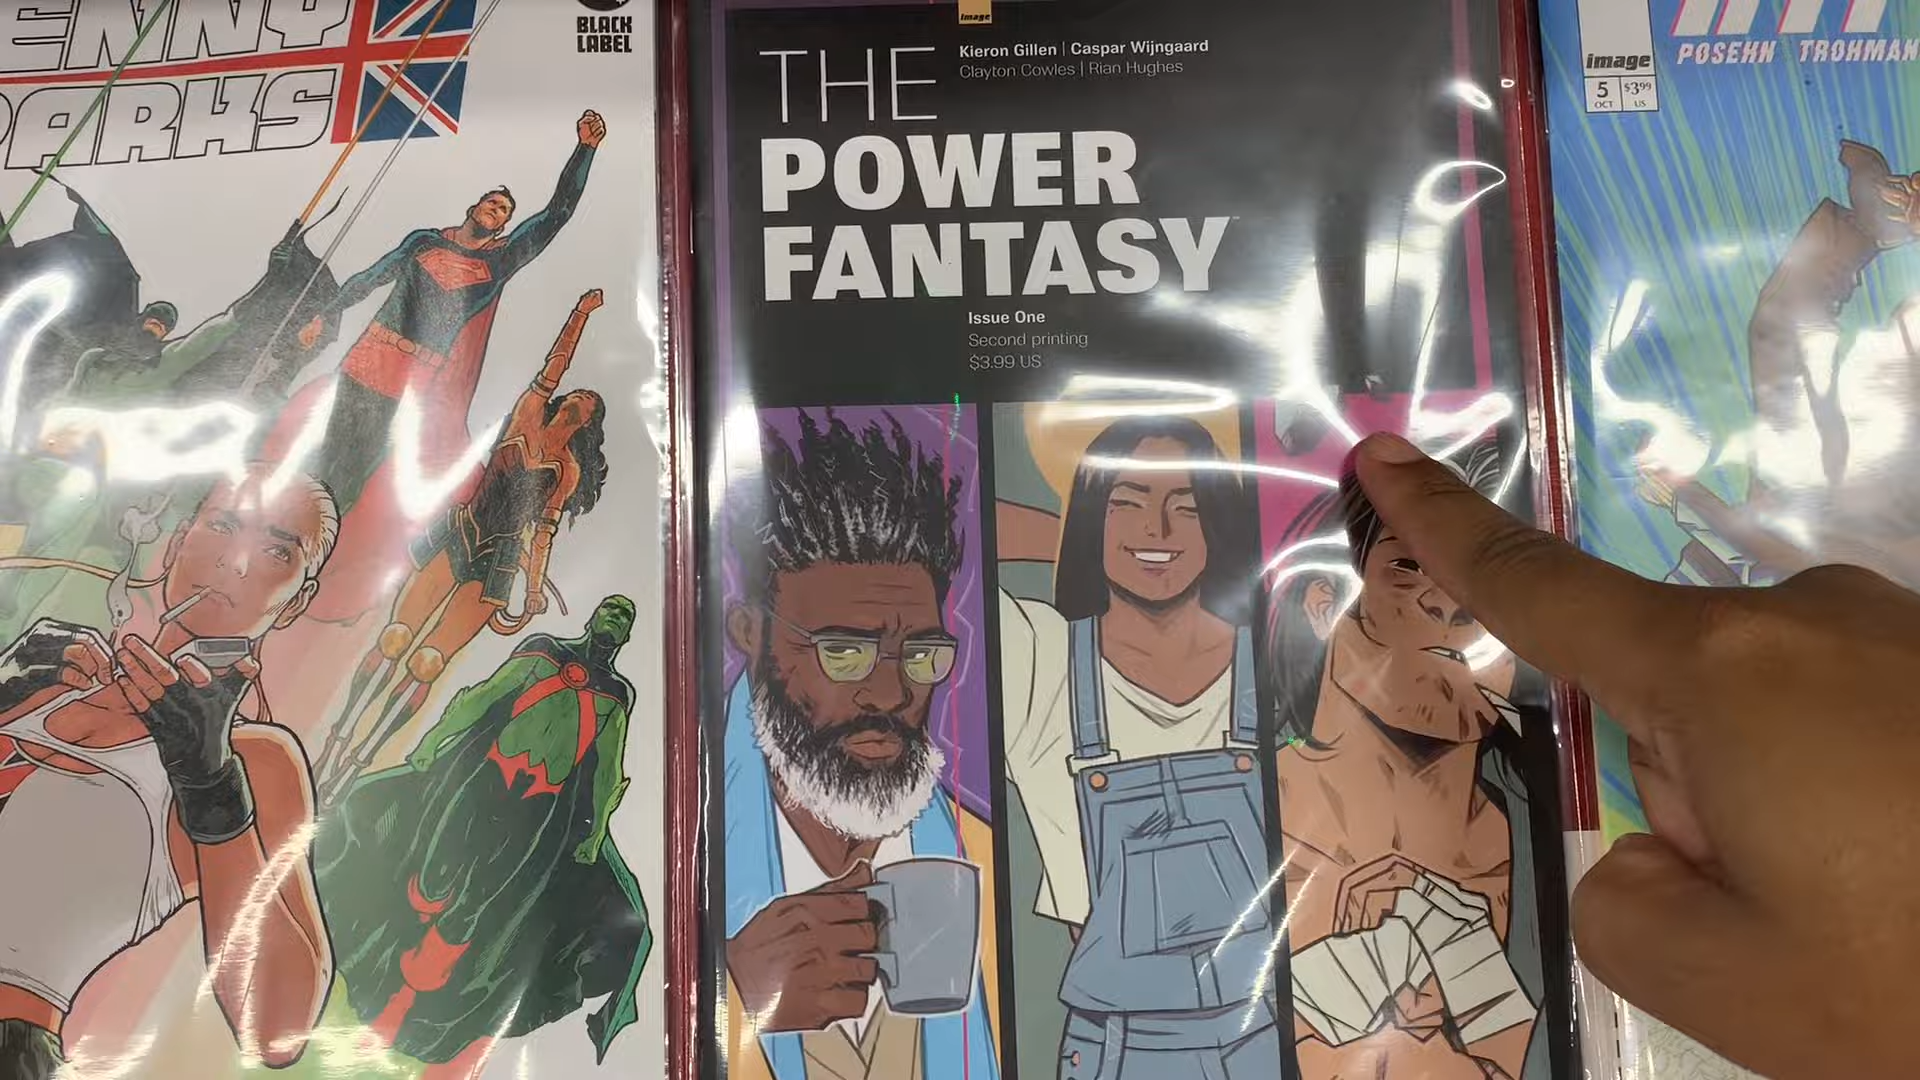 ENNY
PARKS
BLACK
LABEL
image
Kieron Gillen | Caspar Wijngaard
Clayton Cowles | Rian Hughes
THE
POWER
FANTASY
Issue One
Second printing
$3.99 US
POSEHN TROHMAN
image
5 $3.99
OCT US